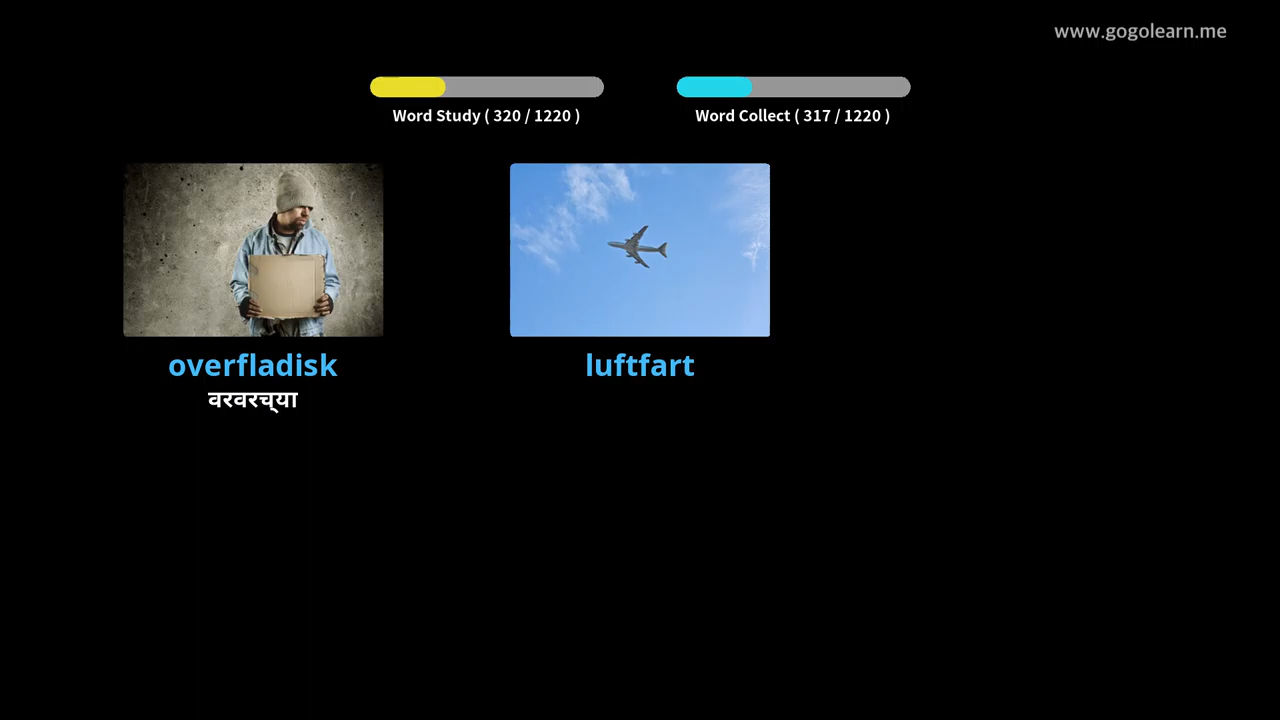 www.gogolearn.me
Word Study ( 320 / 1220 )
Word Collect ( 317 / 1220 )
overfladisk
वरवरच्या
luftfart